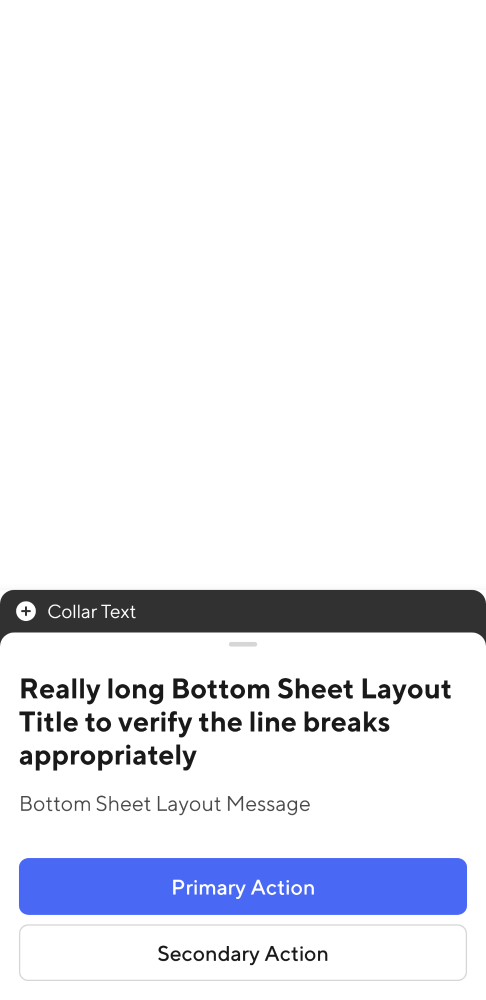 Collar Text
Really long Bottom Sheet Layout
Title to verify the line breaks
appropriately
Bottom Sheet Layout Message
Primary Action
Secondary Action